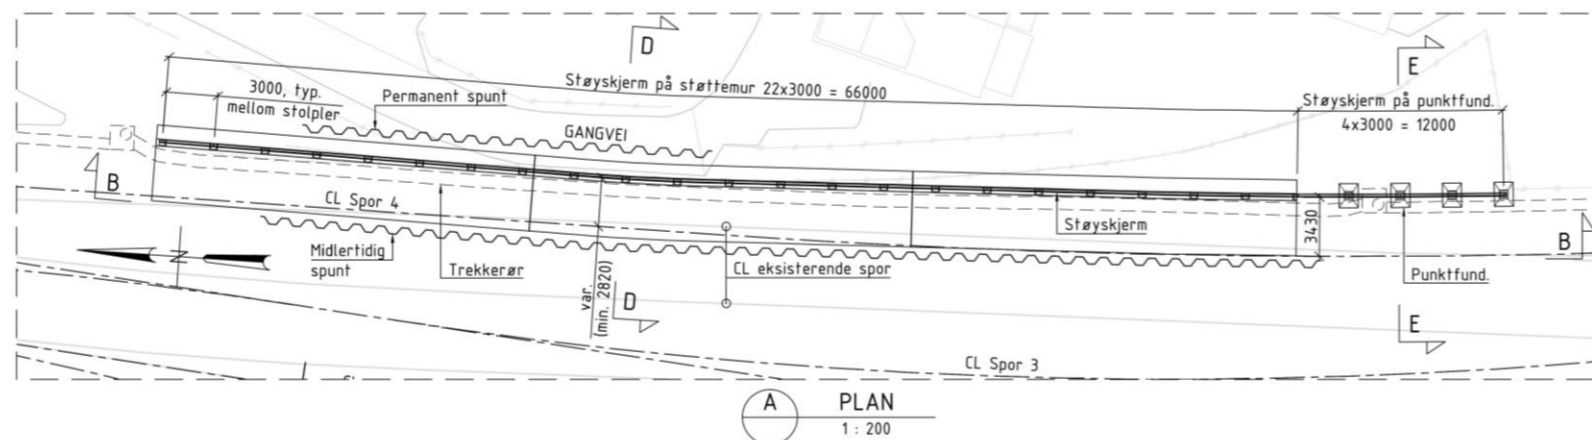 D
E
Støyskjerm på støttemur 22x3000 = 66000
3000, typ.
mellom stolpler
Permanent spunt
GANGVEI
Støyskjerm på punktfund.
4x3000 = 12000
B
CL Spor 4
Midlertidig
spunt
N
Trekkerør
var.
(min. 2820)
D
CL eksisterende spor
Støyskjerm
3430
Punktfund.
B
E
CL Spor 3
A
PLAN
1 : 200